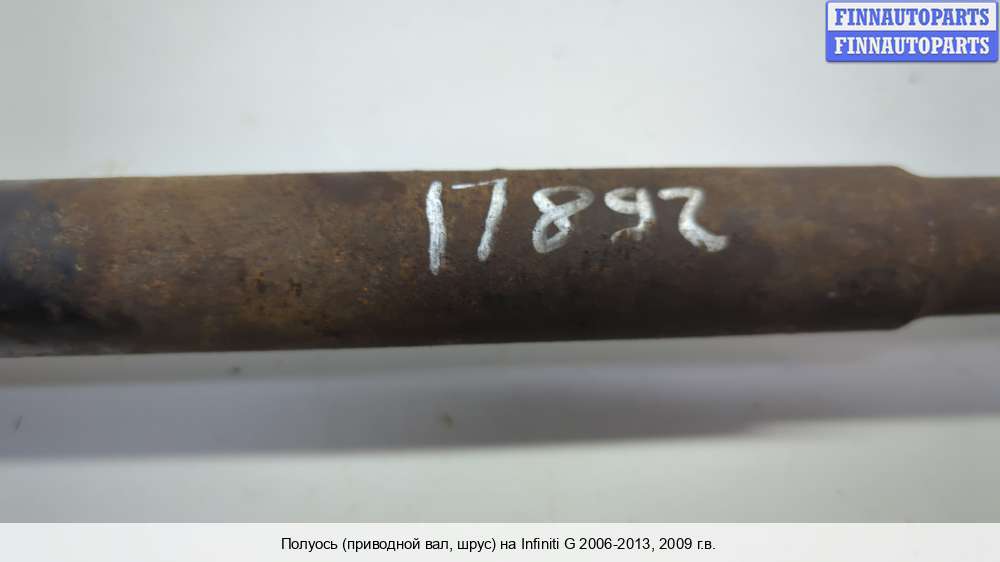 FINNAUTOPARTS
FINNAUTOPARTS
17892
Полуось (приводной вал, шрус) на Infiniti G 2006-2013, 2009 г.в.